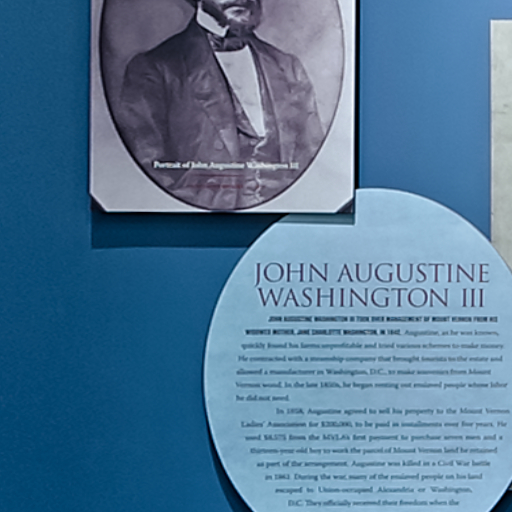 Portrait of John Augustine Washington III
JOHN AUGUSTINE
WASHINGTON III
JOHN AUGUSTINE WASHINGTON III TOOK OVER MANAGEMENT OF MOUNT VERNON FROM HIS
WIDOWED MOTHER, JANE CHARLOTTE WASHINGTON, IN 1842. Augustine, as he was known,
quickly found his farms unprofitable and tried various schemes to make money.
He contracted with a steamship company that brought tourists to the estate and
allowed a manufacturer in Washington, D.C., to make souvenirs from Mount
Vernon wood. In the late 1850s, he began renting out enslaved people whose labor
he did not need.
In 1858, Augustine agreed to sell his property to the Mount Vernon
Ladies' Association for $200,000, to be paid in installments over five years. He
used from the MVLA's first payment to purchase seven men and a
thirteen-year-old boy to work the parcel of Mount Vernon land he retained
as part of the arrangement. Augustine was killed in a Civil War battle
in 1861. During the war, many of the enslaved people on his land
escaped to Union-occupied Alexandria or Washington,
D.C. They officially received their freedom when the